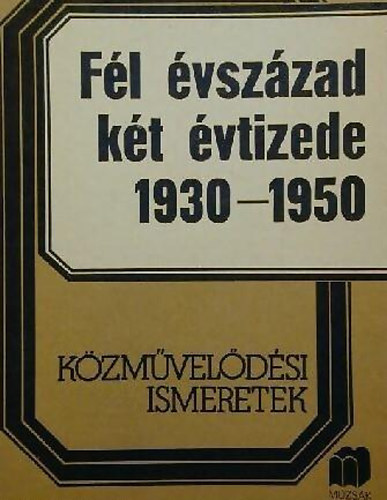 Fél évszázad
két évtizede
1930–1950
KÖZMŰVELŐDÉSI
ISMERETEK
MÚZSÁK